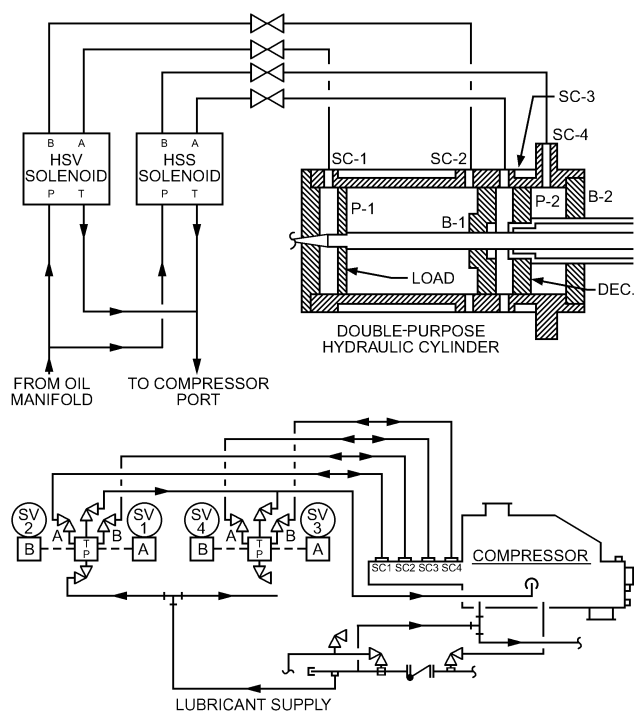 SC-3
SC-4
B A
HSV
SOLENOID
P T
B A
HSS
SOLENOID
P T
SC-1
SC-2
P-1
B-1
P-2
B-2
LOAD
DEC.
DOUBLE-PURPOSE
HYDRAULIC CYLINDER
FROM OIL
MANIFOLD
TO COMPRESSOR
PORT
SV
2
B
A
T
P
B
SV
1
A
SV
4
B
A
T
P
B
SV
3
A
SC1 SC2 SC3 SC4
COMPRESSOR
LUBRICANT SUPPLY